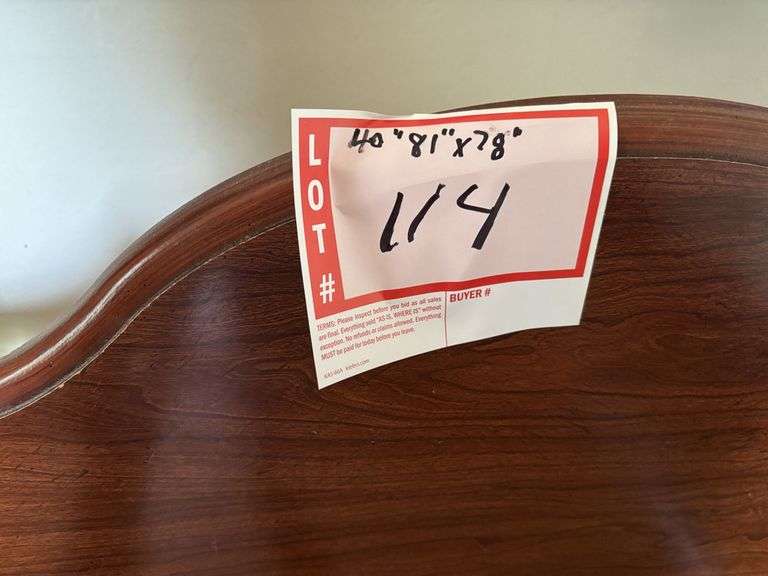 40"81"x78"
LOT #
114
TERMS: Please inspect before you bid as all sales
are final. Everything sold "AS IS, WHERE IS" without
exception. No refunds or claims allowed. Everything
MUST be paid for today before you leave.
BUYER #